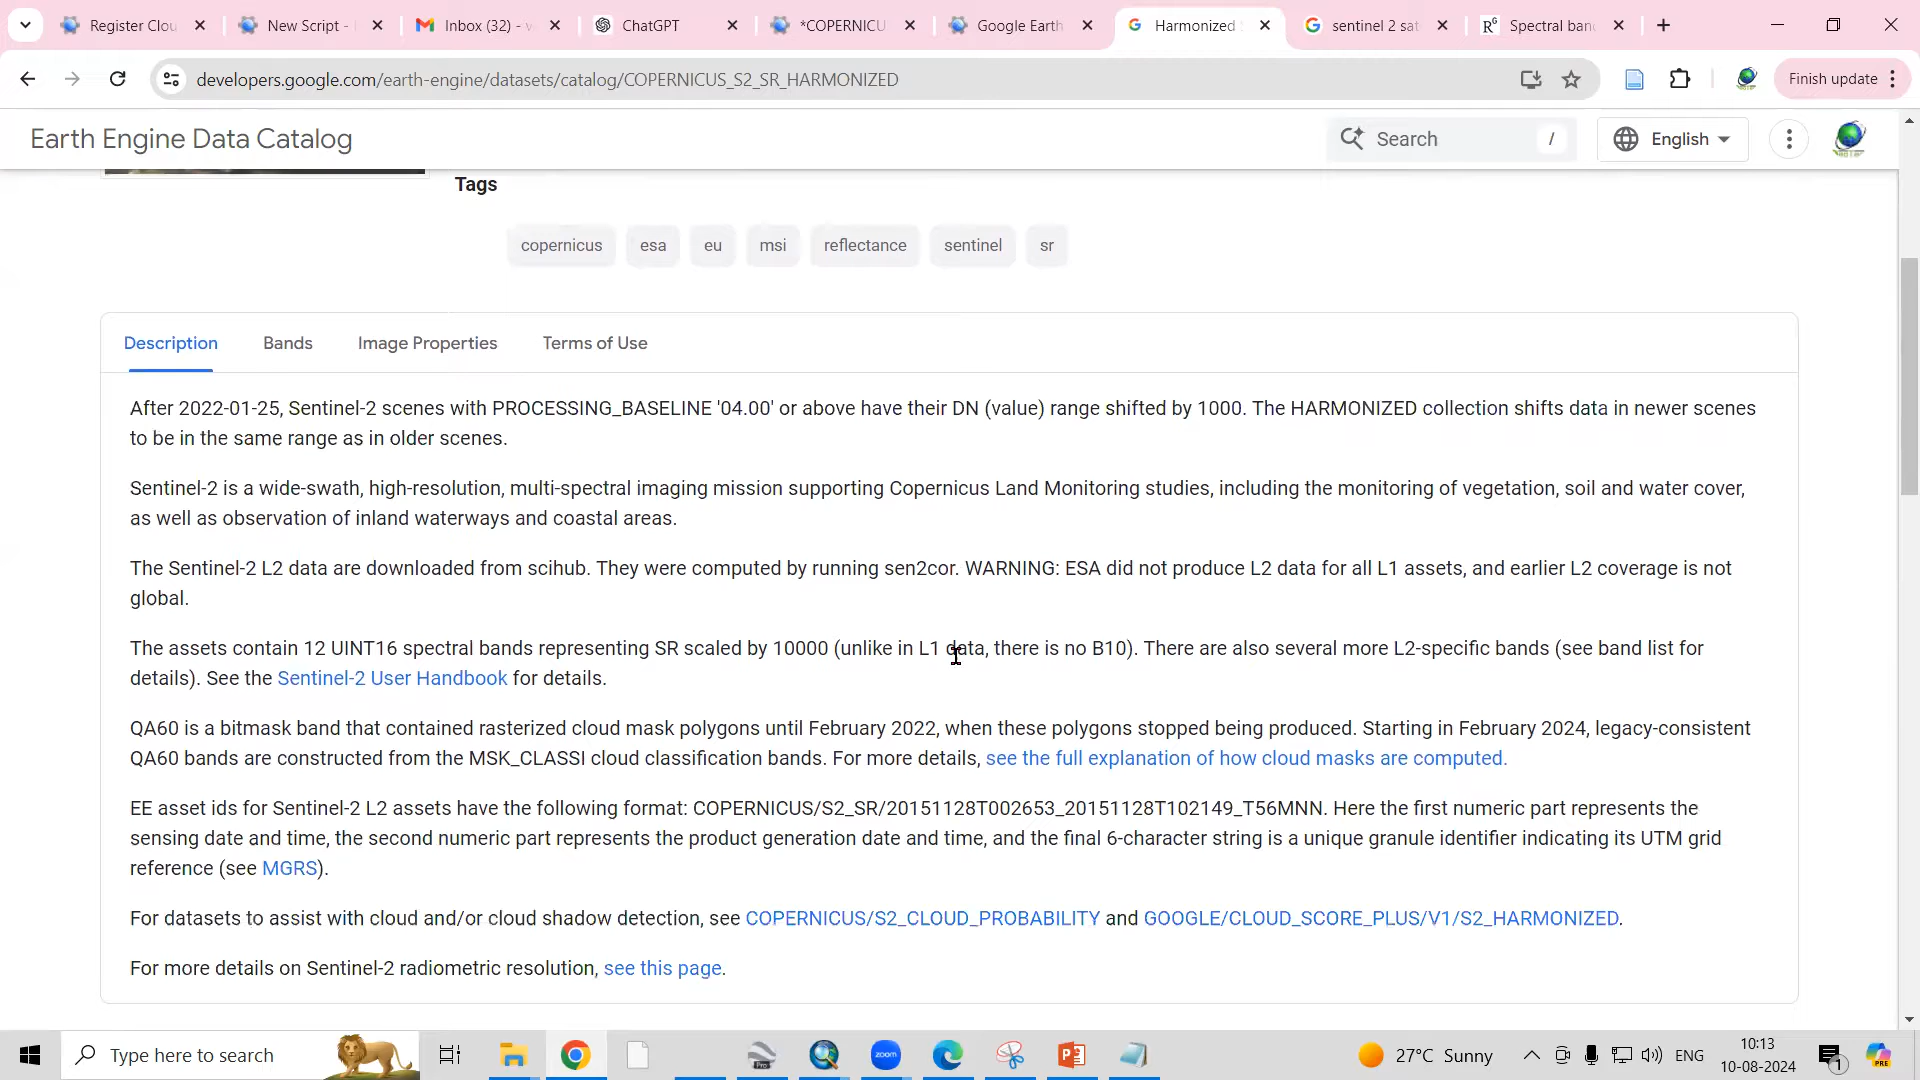 Register Clou
New Script -
Inbox (32) - v
ChatGPT
*COPERNICU
Google Earth
Harmonized
sentinel 2 sat
Spectral ban
developers.google.com/earth-engine/datasets/catalog/COPERNICUS_S2_SR_HARMONIZED
Finish update
Earth Engine Data Catalog
Search
/
English
Tags
copernicus
esa
eu
msi
reflectance
sentinel
sr
Description
Bands
Image Properties
Terms of Use
After 2022-01-25, Sentinel-2 scenes with PROCESSING_BASELINE '04.00' or above have their DN (value) range shifted by 1000. The HARMONIZED collection shifts data in newer scenes
to be in the same range as in older scenes.
Sentinel-2 is a wide-swath, high-resolution, multi-spectral imaging mission supporting Copernicus Land Monitoring studies, including the monitoring of vegetation, soil and water cover,
as well as observation of inland waterways and coastal areas.
The Sentinel-2 L2 data are downloaded from scihub. They were computed by running sen2cor. WARNING: ESA did not produce L2 data for all L1 assets, and earlier L2 coverage is not
global.
The assets contain 12 UINT16 spectral bands representing SR scaled by 10000 (unlike in L1 data, there is no B10). There are also several more L2-specific bands (see band list for
details). See the Sentinel-2 User Handbook for details.
QA60 is a bitmask band that contained rasterized cloud mask polygons until February 2022, when these polygons stopped being produced. Starting in February 2024, legacy-consistent
QA60 bands are constructed from the MSK_CLASSI cloud classification bands. For more details, see the full explanation of how cloud masks are computed.
EE asset ids for Sentinel-2 L2 assets have the following format: COPERNICUS/S2_SR/20151128T002653_20151128T102149_T56MNN. Here the first numeric part represents the
sensing date and time, the second numeric part represents the product generation date and time, and the final 6-character string is a unique granule identifier indicating its UTM grid
reference (see MGRS).
For datasets to assist with cloud and/or cloud shadow detection, see COPERNICUS/S2_CLOUD_PROBABILITY and GOOGLE/CLOUD_SCORE_PLUS/V1/S2_HARMONIZED.
For more details on Sentinel-2 radiometric resolution, see this page.
Type here to search
Pro
zoom
27°C Sunny
ENG
10:13
10-08-2024
1
PRE